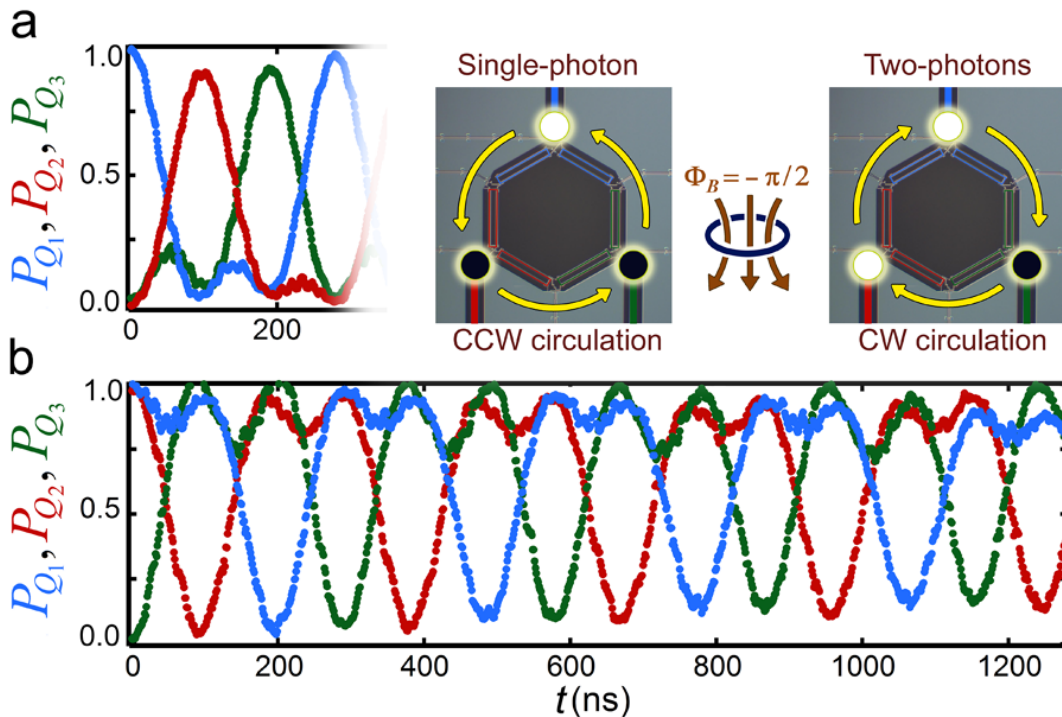 a
P_{Q_1}, P_{Q_2}, P_{Q_3}
1.0
0.5
0.0
0 200
Single-photon
CCW circulation
Φ_B = − π/2
Two-photons
CW circulation
b
P_{Q_1}, P_{Q_2}, P_{Q_3}
1.0
0.5
0.0
0 200 400 600 800 1000 1200
t (ns)